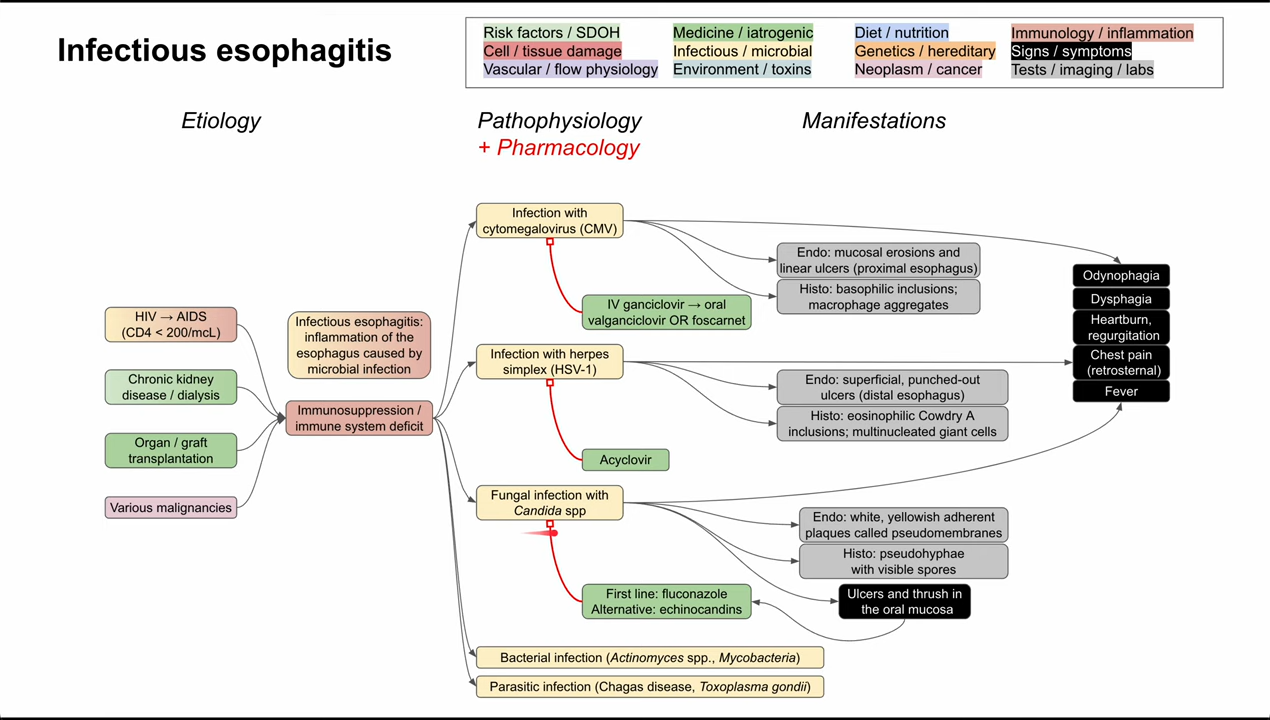 Infectious esophagitis
Risk factors / SDOH
Medicine / iatrogenic
Diet / nutrition
Immunology / inflammation
Cell / tissue damage
Infectious / microbial
Genetics / hereditary
Signs / symptoms
Vascular / flow physiology
Environment / toxins
Neoplasm / cancer
Tests / imaging / labs
Etiology
Pathophysiology
+ Pharmacology
Manifestations
HIV → AIDS
(CD4 < 200/mcL)
Chronic kidney
disease / dialysis
Organ / graft
transplantation
Various malignancies
Infectious esophagitis:
inflammation of the
esophagus caused by
microbial infection
Immunosuppression /
immune system deficit
Infection with
cytomegalovirus (CMV)
IV ganciclovir → oral
valganciclovir OR foscarnet
Infection with herpes
simplex (HSV-1)
Acyclovir
Fungal infection with
Candida spp
First line: fluconazole
Alternative: echinocandins
Bacterial infection (Actinomyces spp., Mycobacteria)
Parasitic infection (Chagas disease, Toxoplasma gondii)
Endo: mucosal erosions and
linear ulcers (proximal esophagus)
Histo: basophilic inclusions;
macrophage aggregates
Endo: superficial, punched-out
ulcers (distal esophagus)
Histo: eosinophilic Cowdry A
inclusions; multinucleated giant cells
Endo: white, yellowish adherent
plaques called pseudomembranes
Histo: pseudohyphae
with visible spores
Ulcers and thrush in
the oral mucosa
Odynophagia
Dysphagia
Heartburn,
regurgitation
Chest pain
(retrosternal)
Fever